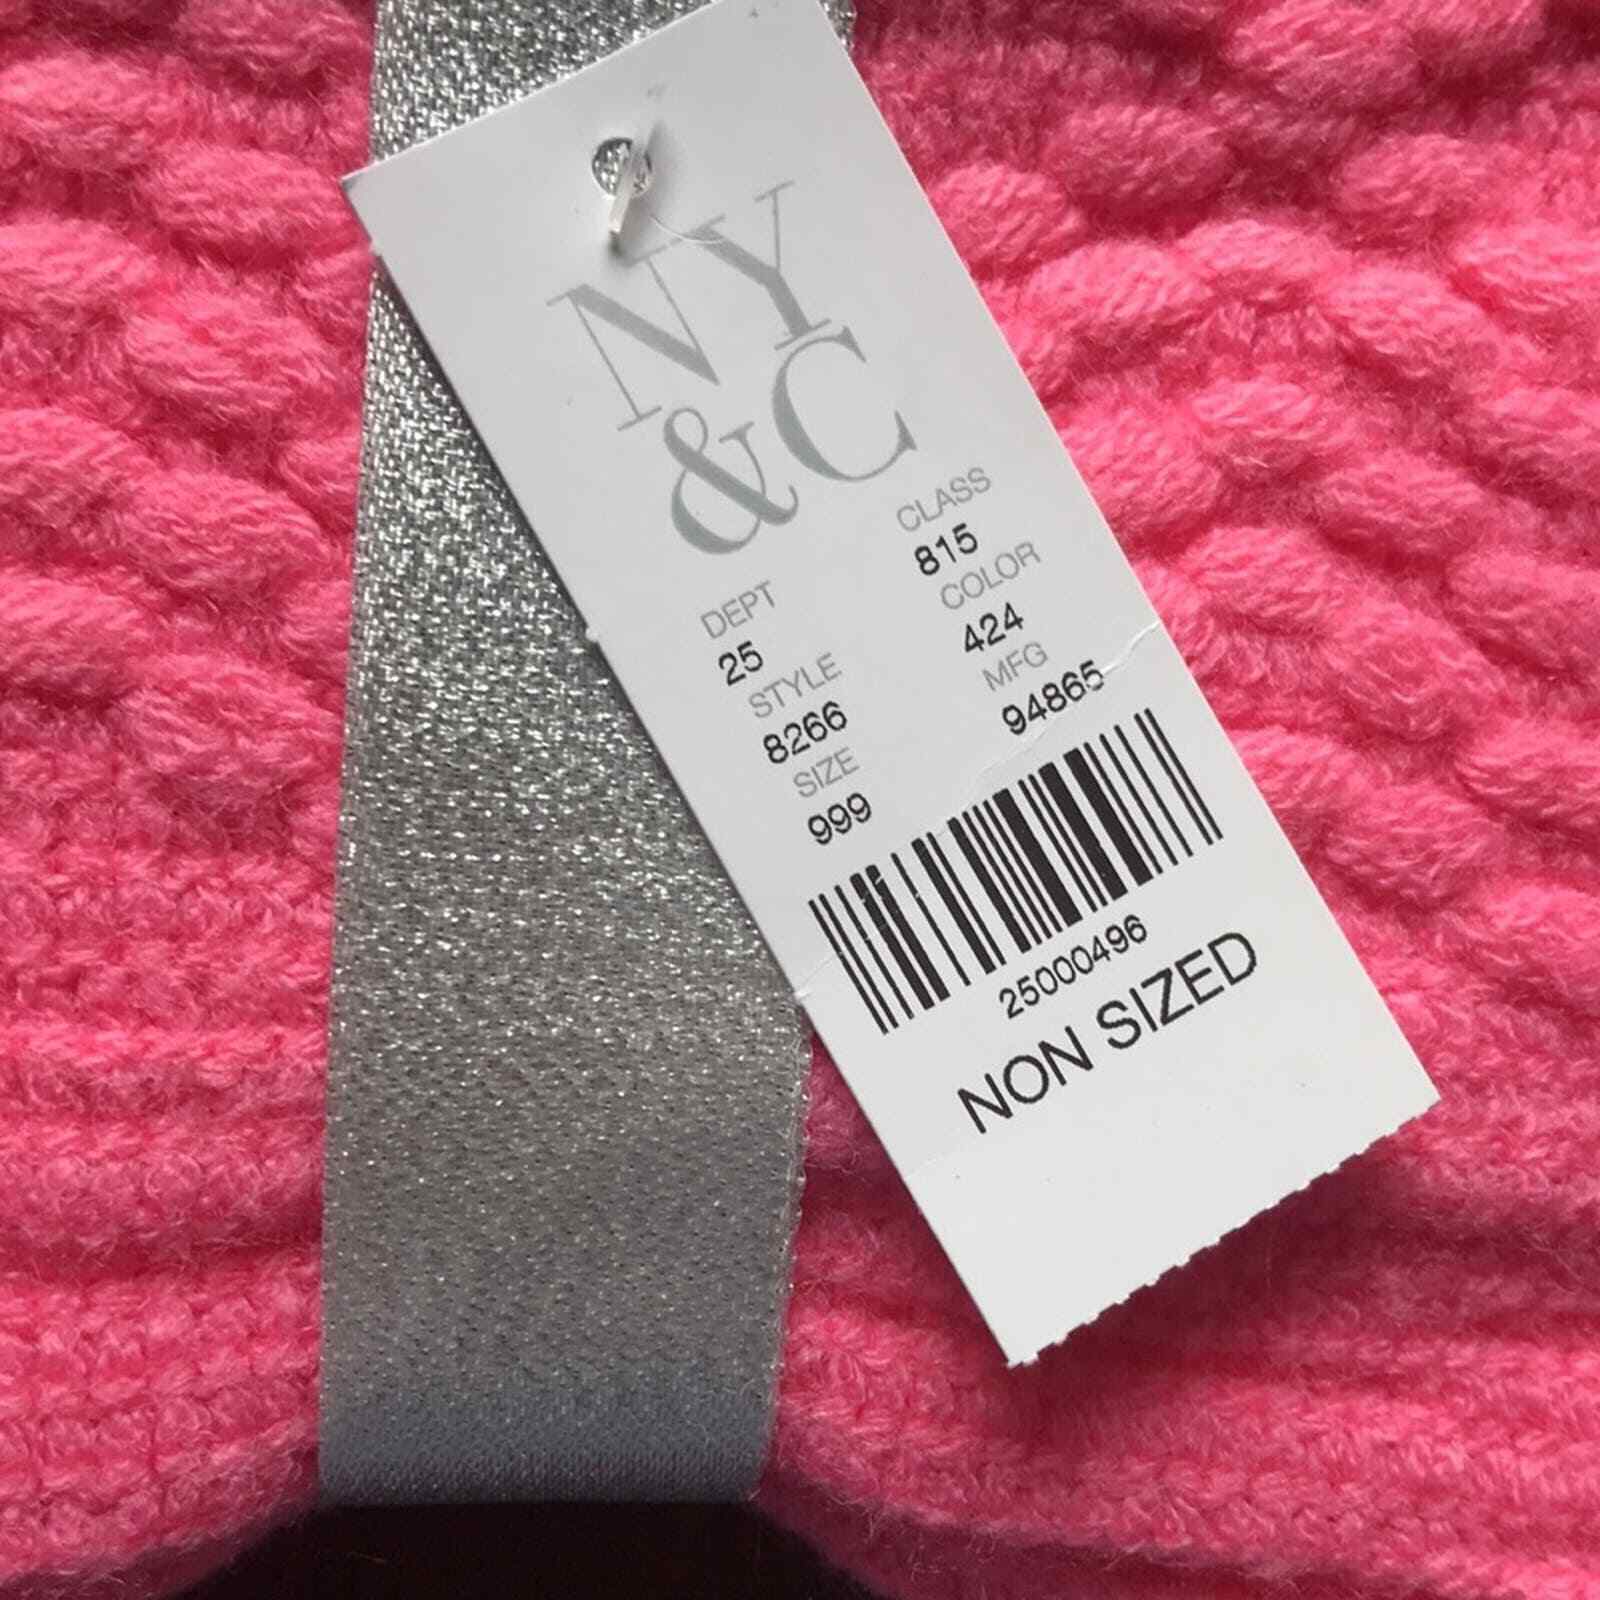 NY
&C
DEPT CLASS
25 815
STYLE COLOR
8266 424
SIZE MFG
999 94865
25000496
NON SIZED